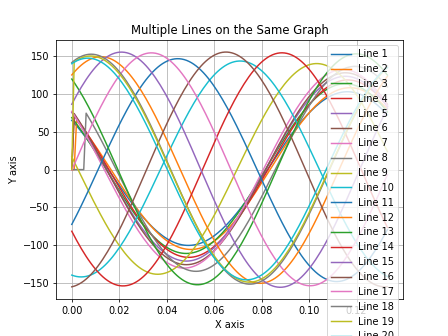 Multiple Lines on the Same Graph
Y axis
150
100
50
0
−50
−100
−150
0.00
0.02
0.04
0.06
0.08
0.10
X axis
Line 1
Line 2
Line 3
Line 4
Line 5
Line 6
Line 7
Line 8
Line 9
Line 10
Line 11
Line 12
Line 13
Line 14
Line 15
Line 16
Line 17
Line 18
Line 19
Line 20